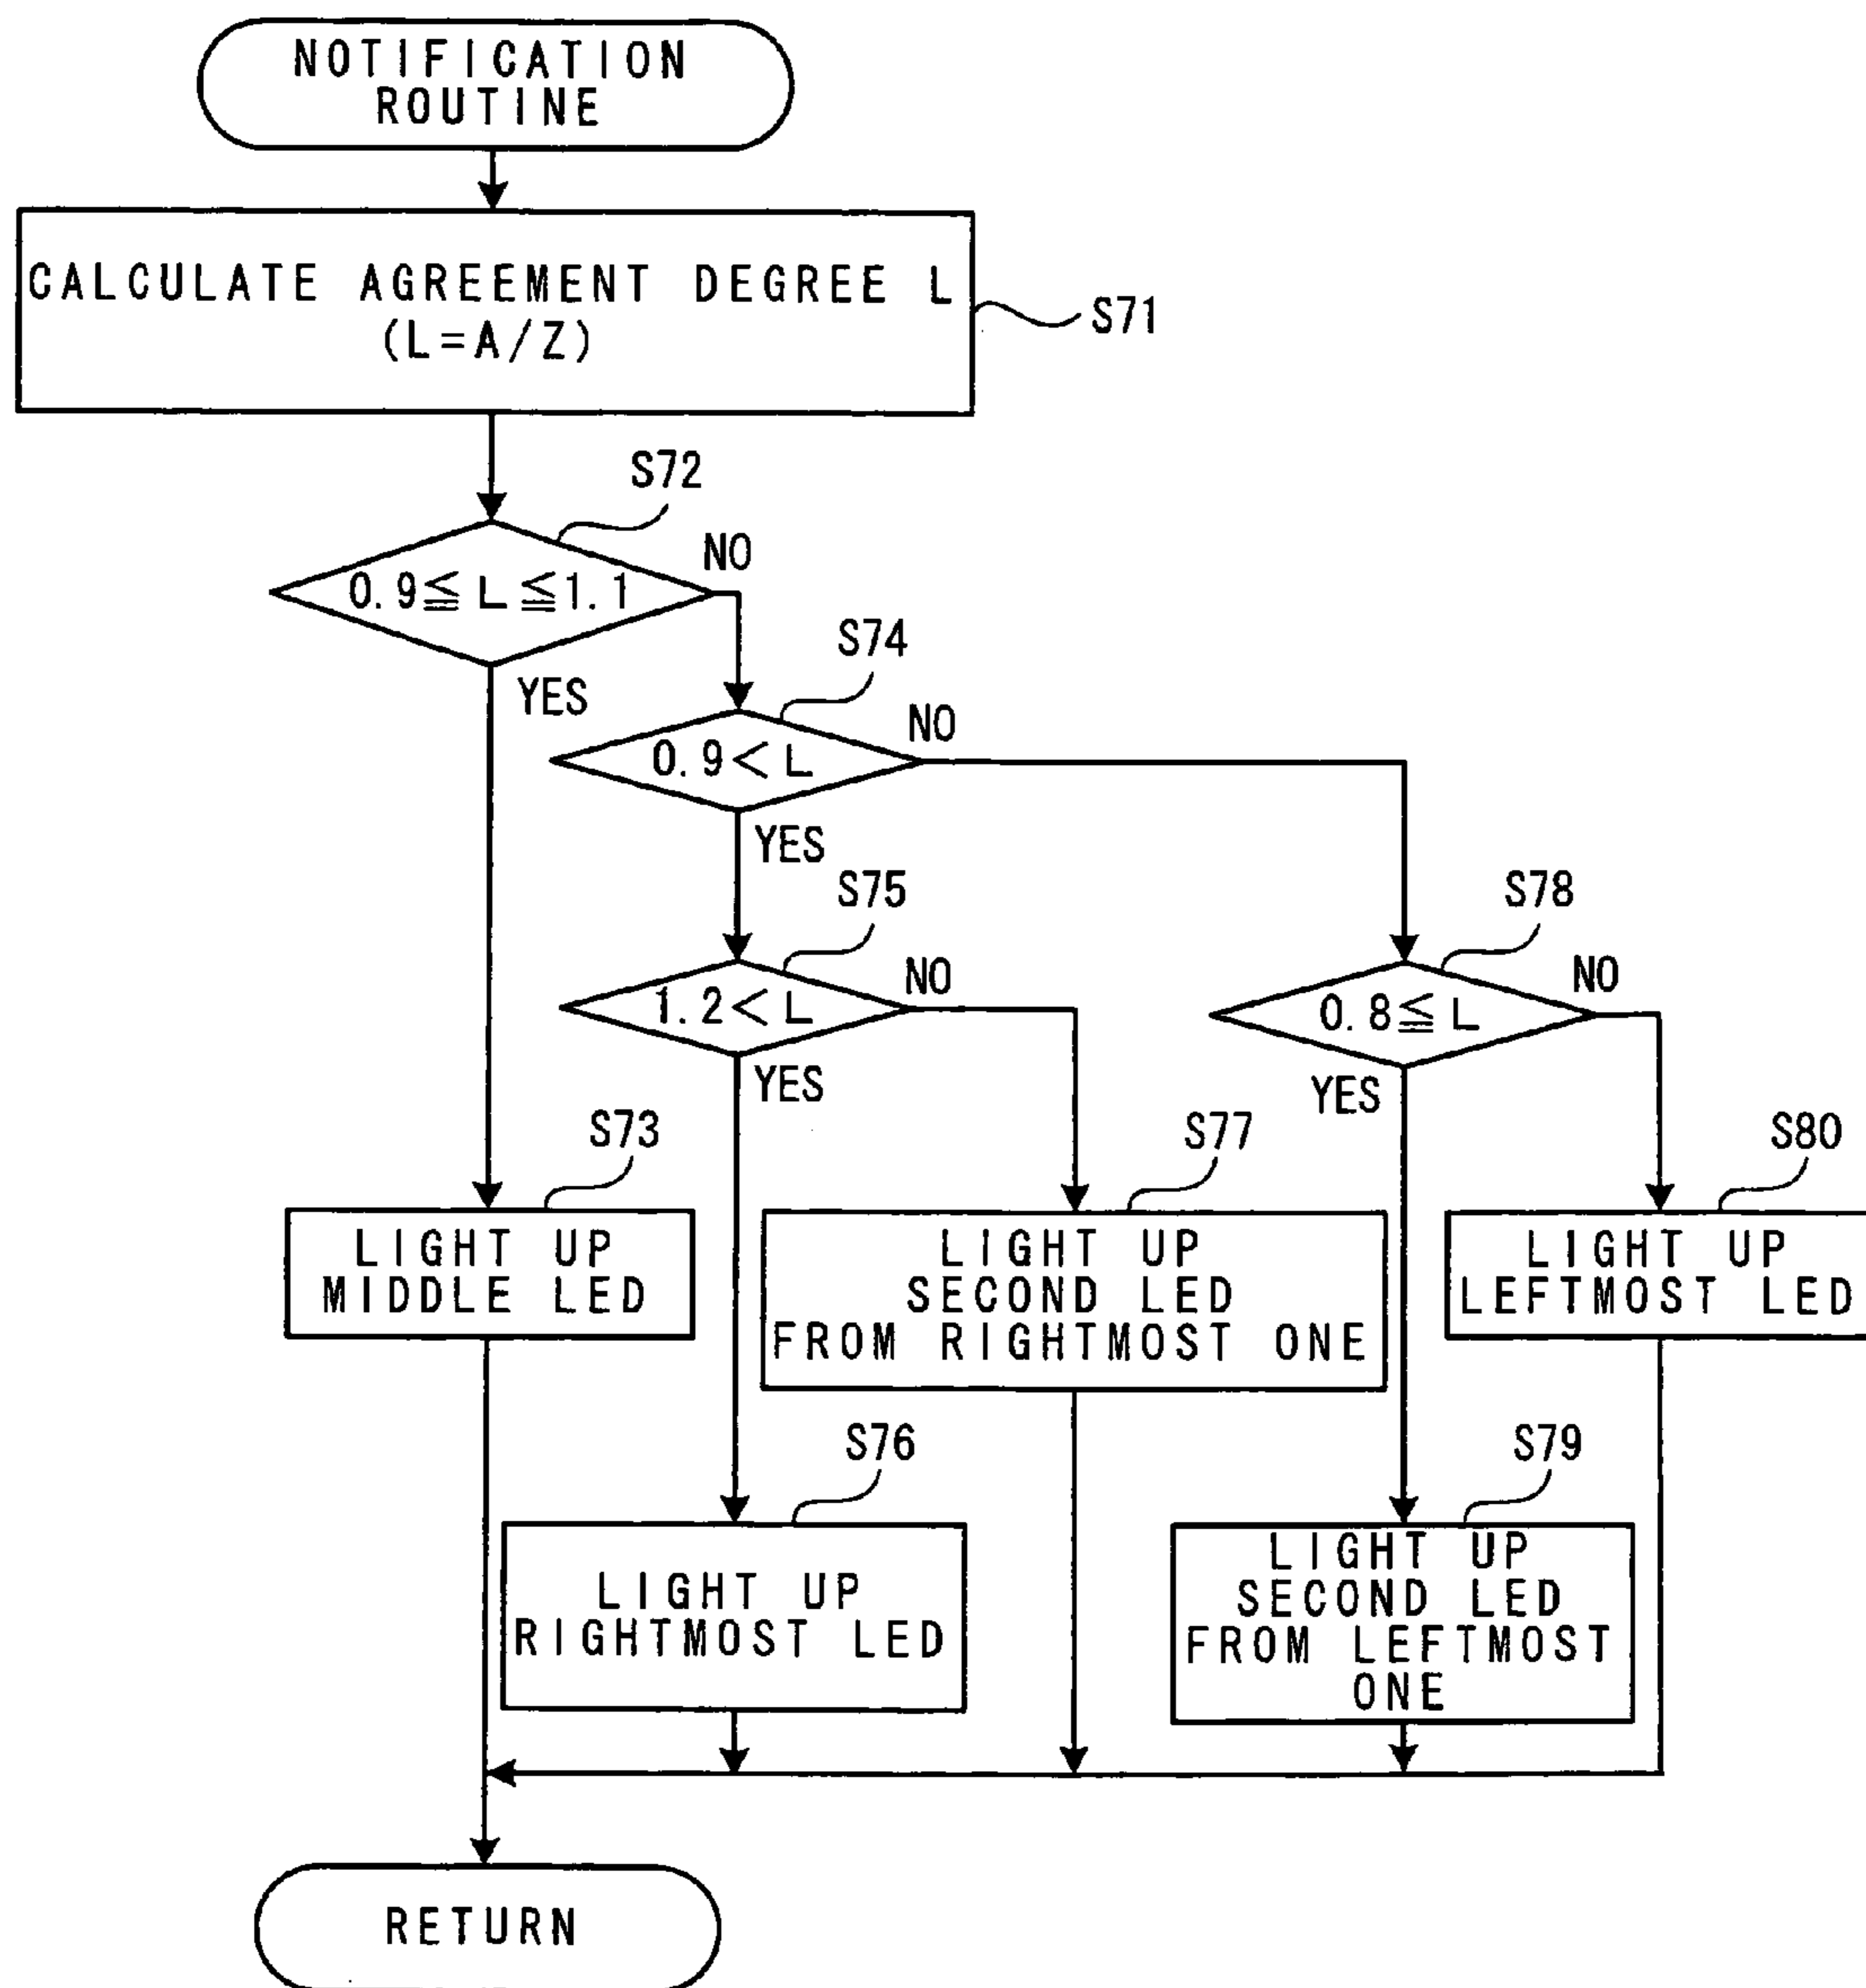 NOTIFICATION
ROUTINE
CALCULATE AGREEMENT DEGREE L
(L=A/Z)
S71
S72
0.9≦L≦1.1
NO
YES
S74
0.9<L
NO
YES
S75
1.2<L
NO
YES
S78
0.8≦L
NO
YES
S73
LIGHT UP
MIDDLE LED
S77
LIGHT UP
SECOND LED
FROM RIGHTMOST ONE
S80
LIGHT UP
LEFTMOST LED
S76
LIGHT UP
RIGHTMOST LED
S79
LIGHT UP
SECOND LED
FROM LEFTMOST
ONE
RETURN